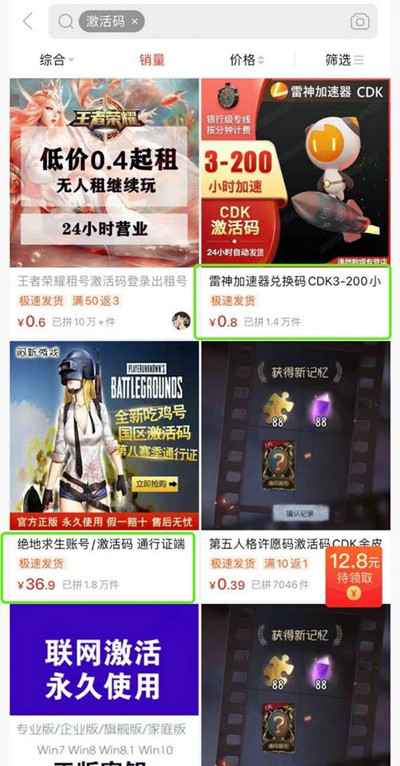 激活码 ×
综合
销量
价格
筛选
王者荣耀
低价0.4起租
无人租继续玩
24小时营业
王者荣耀租号激活码登录出租号
极速发货
满50返3
¥0.6
已拼10万+件
雷神加速器 CDK
银行级专线
按分钟计费
3-200
小时加速
CDK
激活码
24小时自动发货
雷神加速器兑换码CDK3-200小
极速发货
¥0.8
已拼1.4万件
闲新游戏
PLAYERUNKNOWN'S
BATTLEGROUNDS
全新吃鸡号
国区激活码
第八赛季通行证
立即抢购
官方正版 永久使用 假一赔十 售后无忧
绝地求生账号/激活码 通行证端
极速发货
¥36.9
已拼1.8万件
获得新记忆
88
88
确认记录
第五人格许愿码激活码CDK金皮
极速发货
满10返1
¥0.39
已拼7046件
12.8元
待领取
¥
联网激活
永久使用
专业版/企业版/旗舰版/家庭版
Win7 Win8 Win8.1 Win10
获得新记忆
88
88